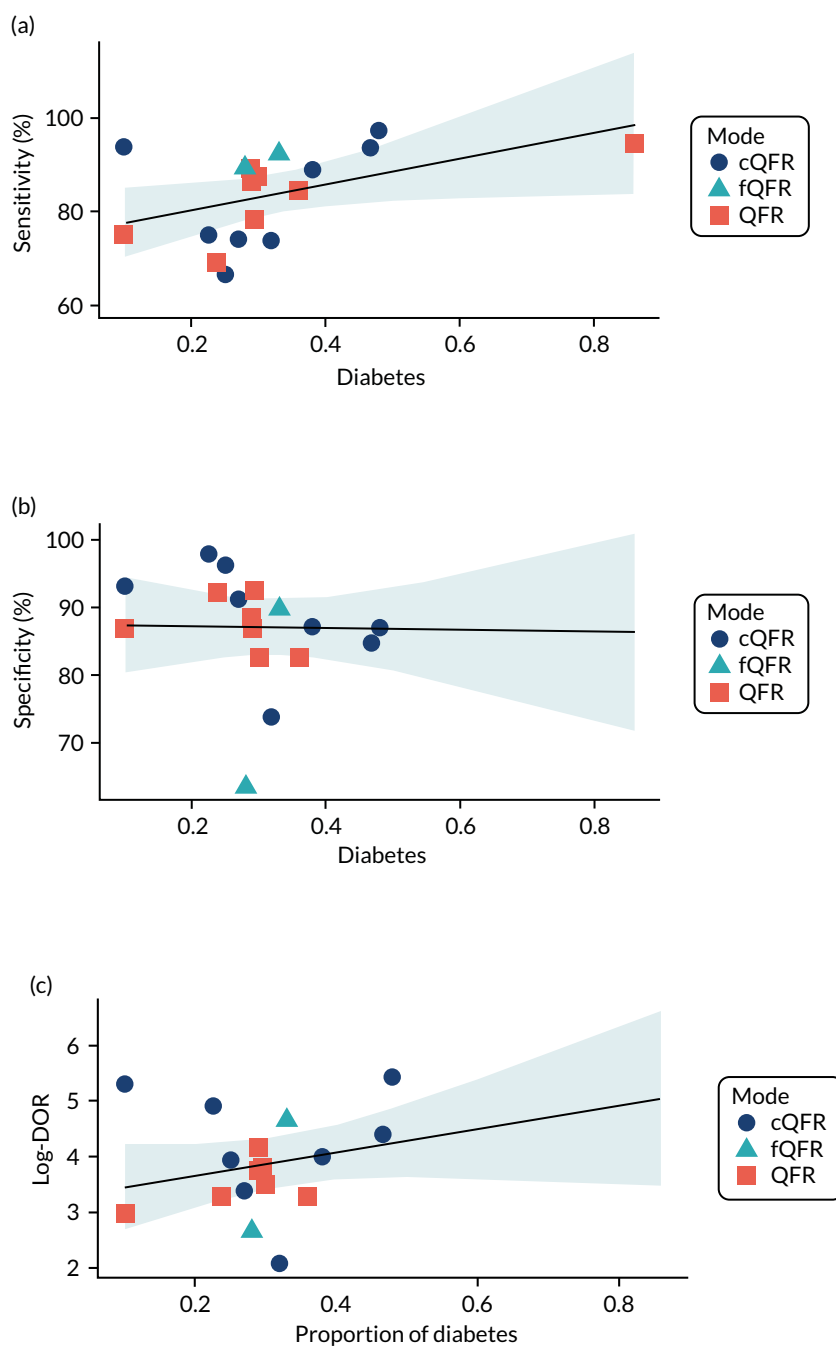 (a)
100
80
60
Sensitivity (%)
0.2 0.4 0.6 0.8
Diabetes
Mode
cQFR
fQFR
QFR
(b)
100
90
80
70
Specificity (%)
0.2 0.4 0.6 0.8
Diabetes
Mode
cQFR
fQFR
QFR
(c)
6
5
4
3
2
Log-DOR
0.2 0.4 0.6 0.8
Proportion of diabetes
Mode
cQFR
fQFR
QFR